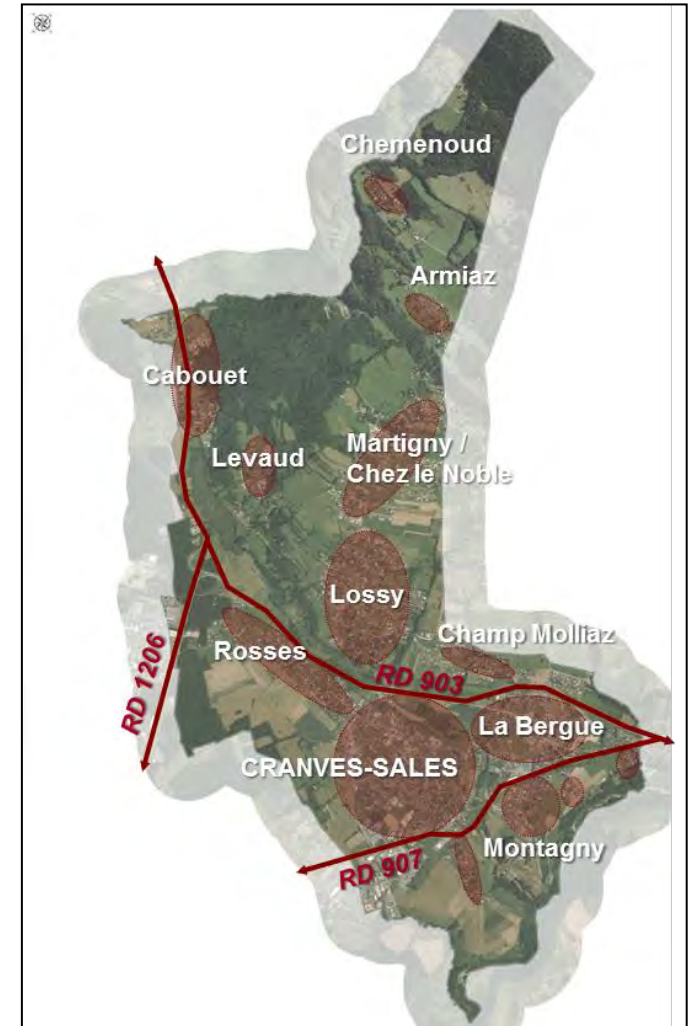 Chemenoud
Armiaz
Cabouet
Levaud
Martigny /
Chez le Noble
Lossy
Champ Molliaz
Rosses
RD 903
RD 1206
La Bergue
CRANVES-SALES
Montagny
RD 907